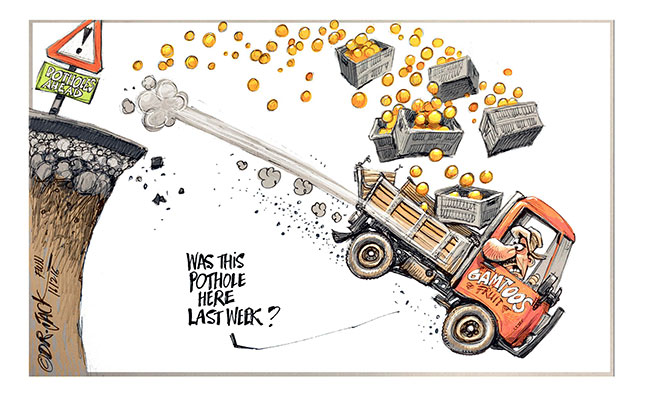 POTHOLES
AHEAD
WAS THIS
POTHOLE
HERE
LAST WEEK?
GAMTOOS
FRUIT
© DR. JACK